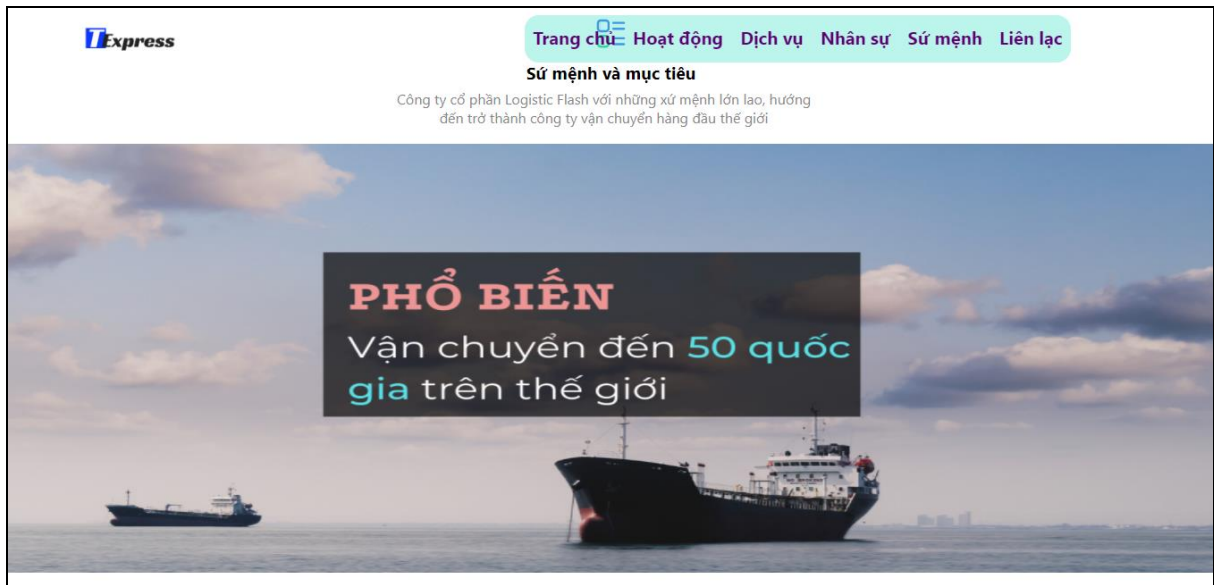 TExpress
Trang chủ Hoạt động Dịch vụ Nhân sự Sứ mệnh Liên lạc
Sứ mệnh và mục tiêu
Công ty cổ phần Logistic Flash với những xứ mệnh lớn lao, hướng
đến trở thành công ty vận chuyển hàng đầu thế giới
PHỔ BIẾN
Vận chuyển đến 50 quốc
gia trên thế giới